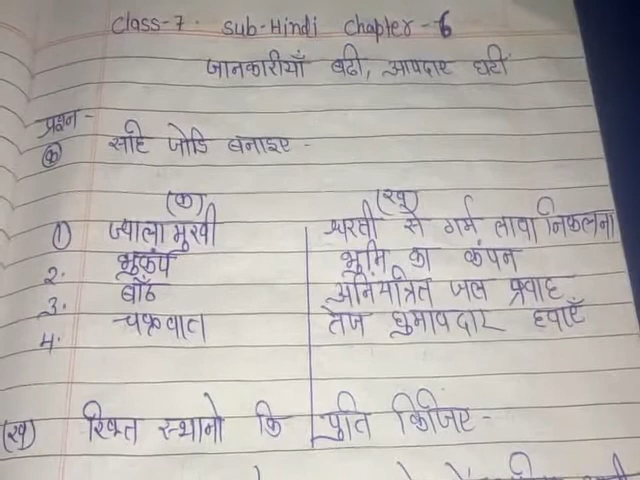 class-7. sub-Hindi chapter-6
जानकारीयाँ बढी, आपदाए घटीं
प्रश्न-
(क) सहि जोडि बनाइए -
(क) (ख)
(1) ज्वालामुखी धरती से गर्म लावा निकलना
2. भूकंप भूमि का कंपन
3. बाँढ अनियंत्रित जल प्रवाह
4. चक्रवात तेज घुमावदार हवाएँ
(ख) रिक्त स्थानो कि पुर्ति किजिए -